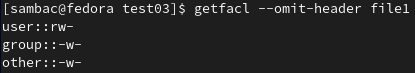 [sambac@fedora test03]$ getfacl --omit-header file1
user::rw-
group::-w-
other::-w-